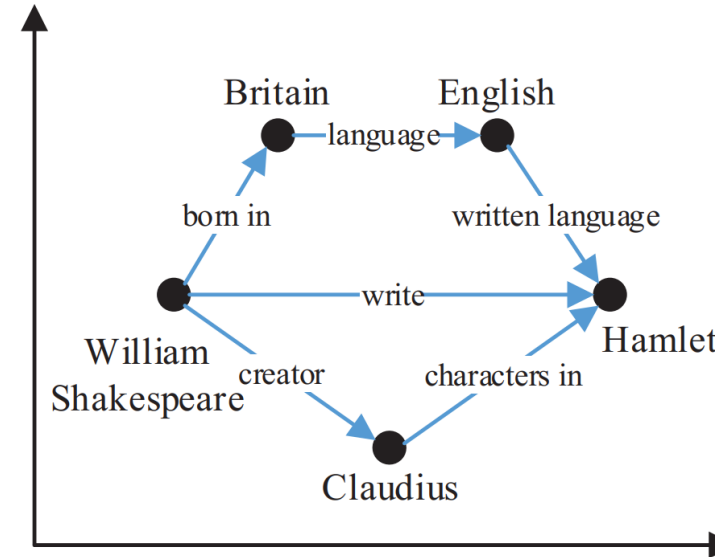 Britain
English
language
born in
written language
write
William
Shakespeare
Hamlet
creator
characters in
Claudius